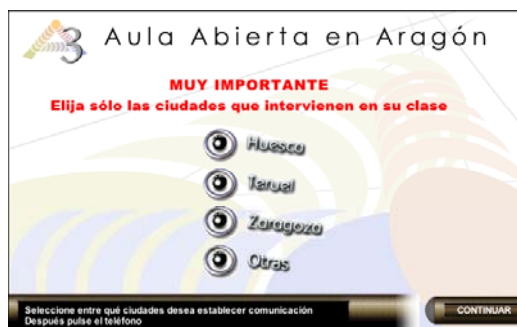 A3 Aula Abierta en Aragón
MUY IMPORTANTE
Elija sólo las ciudades que intervienen en su clase
Huesca
Teruel
Zaragoza
Otras
Seleccione entre qué ciudades desea establecer comunicación
Después pulse el teléfono
CONTINUAR